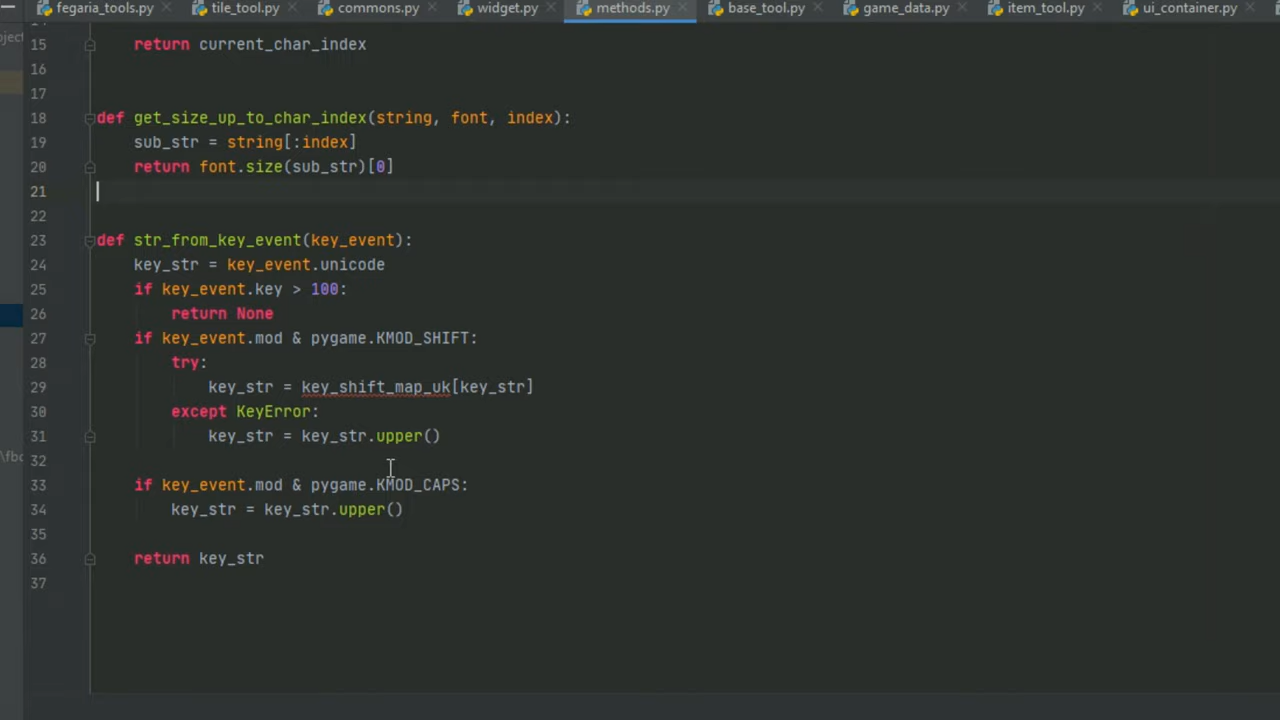 fegaria_tools.py tile_tool.py commons.py widget.py methods.py base_tool.py game_data.py item_tool.py ui_container.py
ojec
15 return current_char_index
16
17
18 def get_size_up_to_char_index(string, font, index):
19 sub_str = string[:index]
20 return font.size(sub_str)[0]
21
22
23 def str_from_key_event(key_event):
24 key_str = key_event.unicode
25 if key_event.key > 100:
26 return None
27 if key_event.mod & pygame.KMOD_SHIFT:
28 try:
29 key_str = key_shift_map_uk[key_str]
30 except KeyError:
31 key_str = key_str.upper()
32
\fbc
33 if key_event.mod & pygame.KMOD_CAPS:
34 key_str = key_str.upper()
35
36 return key_str
37